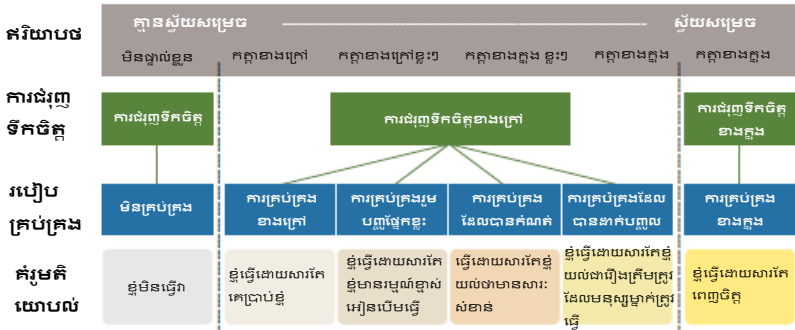 ឥរិយាបថ
គ្មានស្វ័យសម្រេច
ស្វ័យសម្រេច
មិនផ្ទាល់ខ្លួន
កត្តាខាងក្រៅ
កត្តាខាងក្រៅខ្លះៗ
កត្តាខាងក្នុង ខ្លះៗ
កត្តាខាងក្នុង
កត្តាខាងក្នុង
ការជំរុញ
ទឹកចិត្ត
ការជំរុញទឹកចិត្ត
ការជំរុញទឹកចិត្តខាងក្រៅ
ការជំរុញទឹកចិត្ត
ខាងក្នុង
របៀប
គ្រប់គ្រង
មិនគ្រប់គ្រង
ការគ្រប់គ្រង
ខាងក្រៅ
ការគ្រប់គ្រងរួម
បញ្ចូផ្នែកខ្លះ
ការគ្រប់គ្រង
ដែលបានកំណត់
ការគ្រប់គ្រងដែល
បានដាក់បញ្ចូល
ការគ្រប់គ្រង
ខាងក្នុង
គំរូមតិ
យោបល់
ខ្ញុំមិនធ្វើវា
ខ្ញុំធ្វើដោយសារតែ
គេប្រាប់ខ្ញុំ
ខ្ញុំធ្វើដោយសារតែ
ខ្ញុំមានរម្មណ៍ខ្មាស់
អៀនបើមធ្វើ
ធ្វើដោយសារតែខ្ញុំ
យល់ថាមានសារៈ
សំខាន់
ខ្ញុំធ្វើដោយសារតែខ្ញុំ
យល់ជារឿងត្រឹមត្រូវ
ដែលមនុស្សម្នាក់ត្រូវ
ធ្វើ
ខ្ញុំធ្វើដោយសារតែ
ពេញចិត្ត